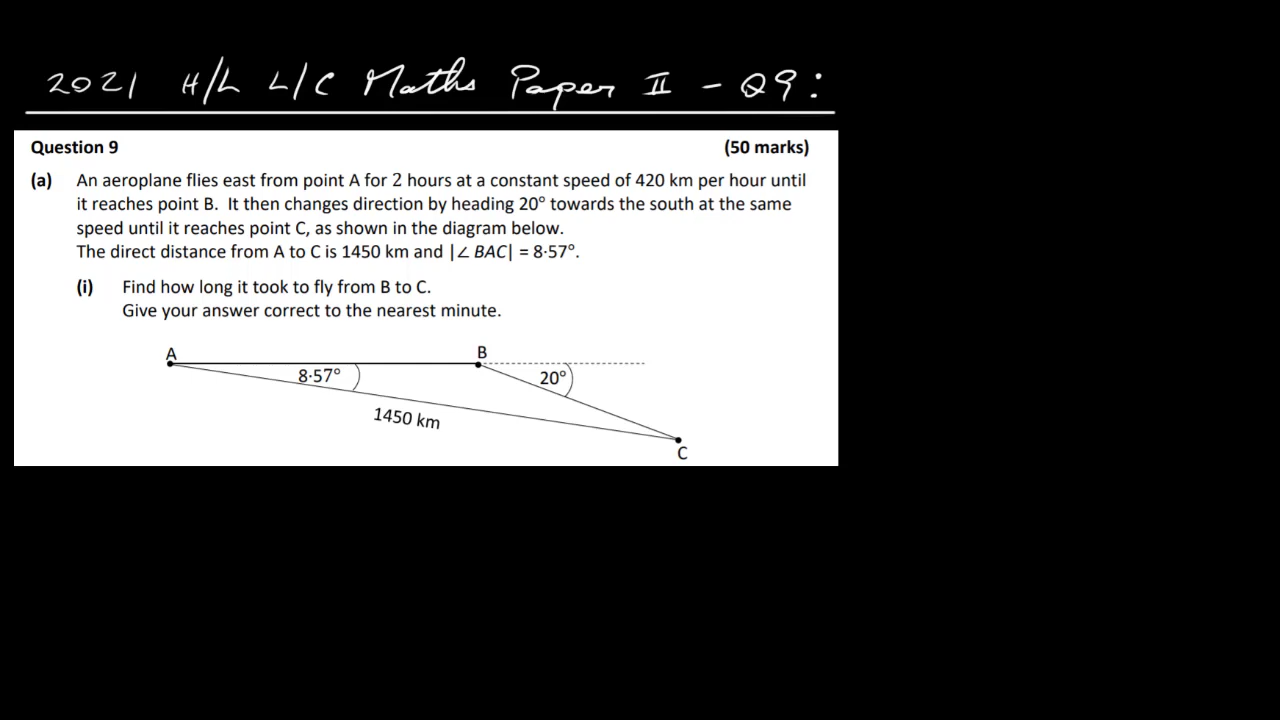 2021 H/L L/C Maths Paper II - Q9:
Question 9 (50 marks)
(a) An aeroplane flies east from point A for 2 hours at a constant speed of 420 km per hour until
it reaches point B. It then changes direction by heading 20° towards the south at the same
speed until it reaches point C, as shown in the diagram below.
The direct distance from A to C is 1450 km and |∠ BAC| = 8·57°.
(i) Find how long it took to fly from B to C.
Give your answer correct to the nearest minute.
A B
8·57° 20°
1450 km
C